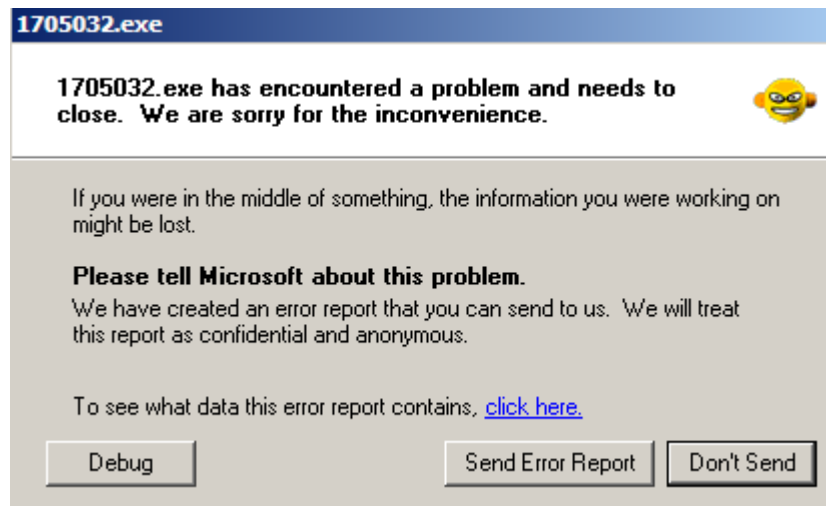 1705032.exe
1705032.exe has encountered a problem and needs to
close.  We are sorry for the inconvenience.
If you were in the middle of something, the information you were working on
might be lost.
Please tell Microsoft about this problem.
We have created an error report that you can send to us.  We will treat
this report as confidential and anonymous.
To see what data this error report contains, click here.
Debug
Send Error Report
Don't Send